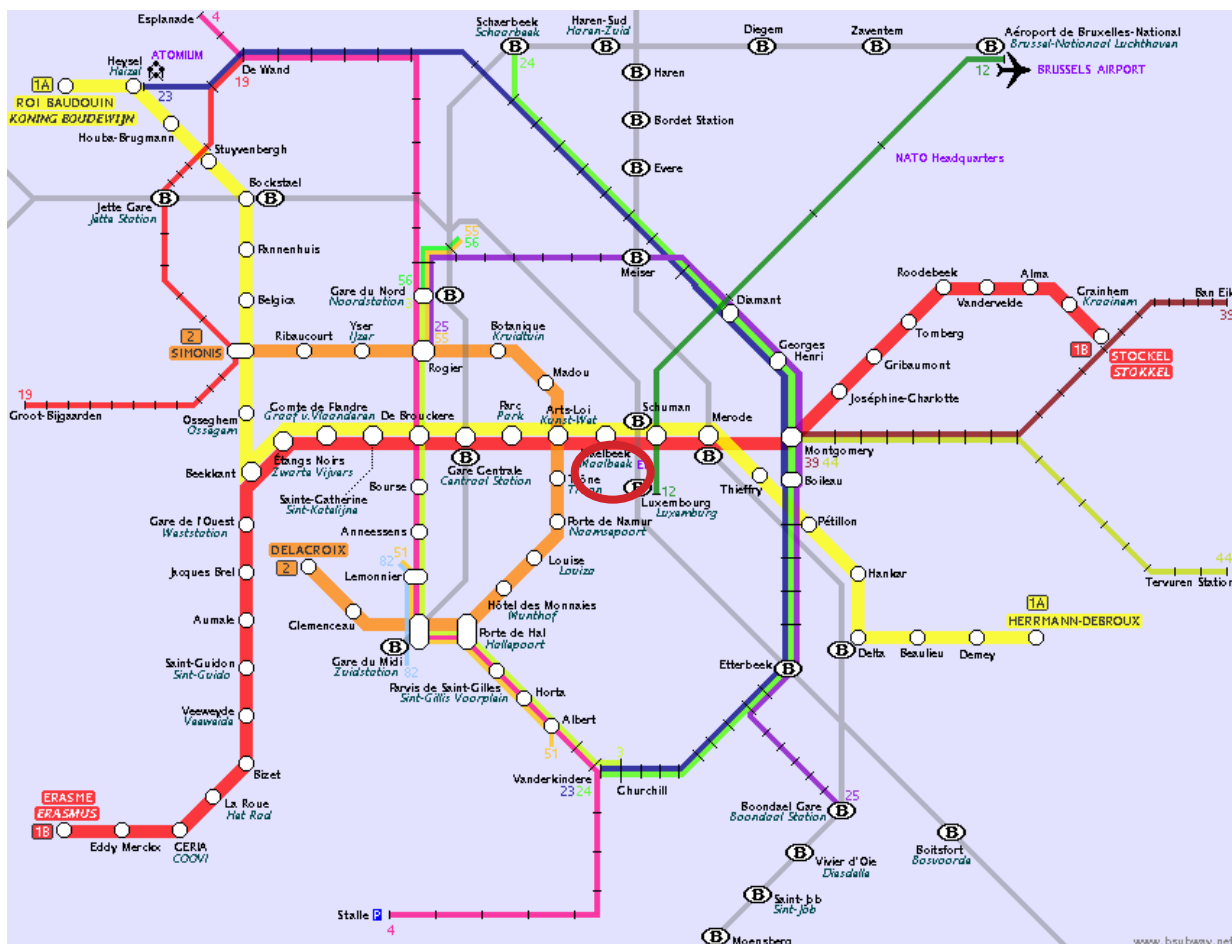 4
Esplanade
Schaerbeek
Schaarbeek
24
Haren-Sud
Haren-Zuid
Diegem
Zaventem
Aéroport de Bruxelles-National
Brussel-Nationaal Luchthaven
12
BRUSSELS AIRPORT
Heysel
Heizel
ATOMIUM
De Wand
19
1A
23
ROI BAUDOUIN
KONING BOUDEWIJN
Houba-Brugmann
Stuyvenbergh
Bockstael
Haren
Bordet Station
Evere
NATO Headquarters
Jette Gare
Jette Station
Pannenhuis
Belgica
55
56
Meiser
56
Gare du Nord
Noordstation
3
25
55
Rogier
2
SIMONIS
Ribaucourt
Yser
IJzer
Botanique
Kruidtuin
Madou
Diamant
Georges
Henri
Roodebeek
Vandervelde
Alma
Crainhem
Kraainem
Tomberg
Gribaumont
Joséphine-Charlotte
1B
STOCKEL
STOKKEL
Ban Eik
39
19
Groot-Bijgaarden
Osseghem
Ossegem
Comte de Flandre
Graaf v.Vlaanderen
De Brouckere
Parc
Park
Arts-Loi
Kunst-Wet
Schuman
Merode
Beekkant
Étangs Noirs
Zwarte Vijvers
Sainte-Catherine
Sint-Katelijne
Gare Centrale
Centraal Station
Maalbeek
Montgomery
39 44
Bourse
Luxembourg
Luxemburg
12
Thieffry
Boileau
Gare de l'Ouest
Weststation
Anneessens
Porte de Namur
Naamsepoort
Pétillon
Jacques Brel
DELACROIX
2
51
82
Lemonnier
Louise
Louiza
Hankar
44
Tervuren Station
Aumale
Clemenceau
Hôtel des Monnaies
Munthof
1A
HERRMANN-DEBROUX
Saint-Guidon
Sint-Guido
Gare du Midi
Zuidstation
82
Porte de Hal
Hallepoort
Etterbeek
Delta
Beaulieu
Demey
Parvis de Saint-Gilles
Sint-Gillis Voorplein
Horta
Albert
51
Veeweyde
Veeweide
Bizet
3
Vanderkindere
23 24
Churchill
ERASME
ERASMUS
1B
La Roue
Het Rad
Eddy Merckx
CERIA
COOVI
25
Boondael Gare
Boondaal Station
Boitsfort
Bosvoorde
Vivier d'Oie
Diesdelle
Saint-Job
Sint-Job
Stalle P
4
Moensberg
www.bsubway.net